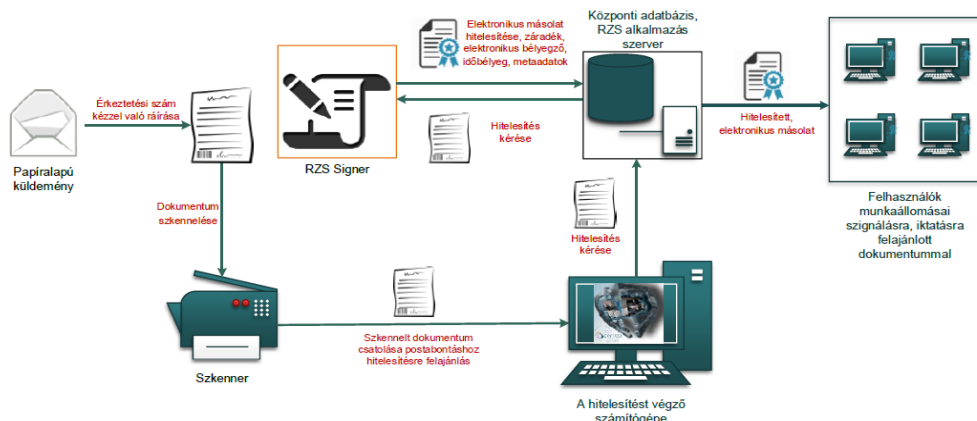 Papíralapú
küldemény
Érkeztetési szám
kézzel való ráírása
Dokumentum
szkennelése
Szkenner
Szkennelt dokumentum
csatolása postabontáshoz
hitelesítésre felajánlás
A hitelesítést végző
számítógépe
Hitelesítés
kérése
RZS Signer
Elektronikus másolat
hitelesítése, záradék,
elektronikus bélyegző,
időbélyeg, metaadatok
Hitelesítés
kérése
Központi adatbázis,
RZS alkalmazás
szerver
Hitelesített,
elektronikus másolat
Felhasználók
munkaállomásai
szignálásra, iktatásra
felajánlott
dokumentummal